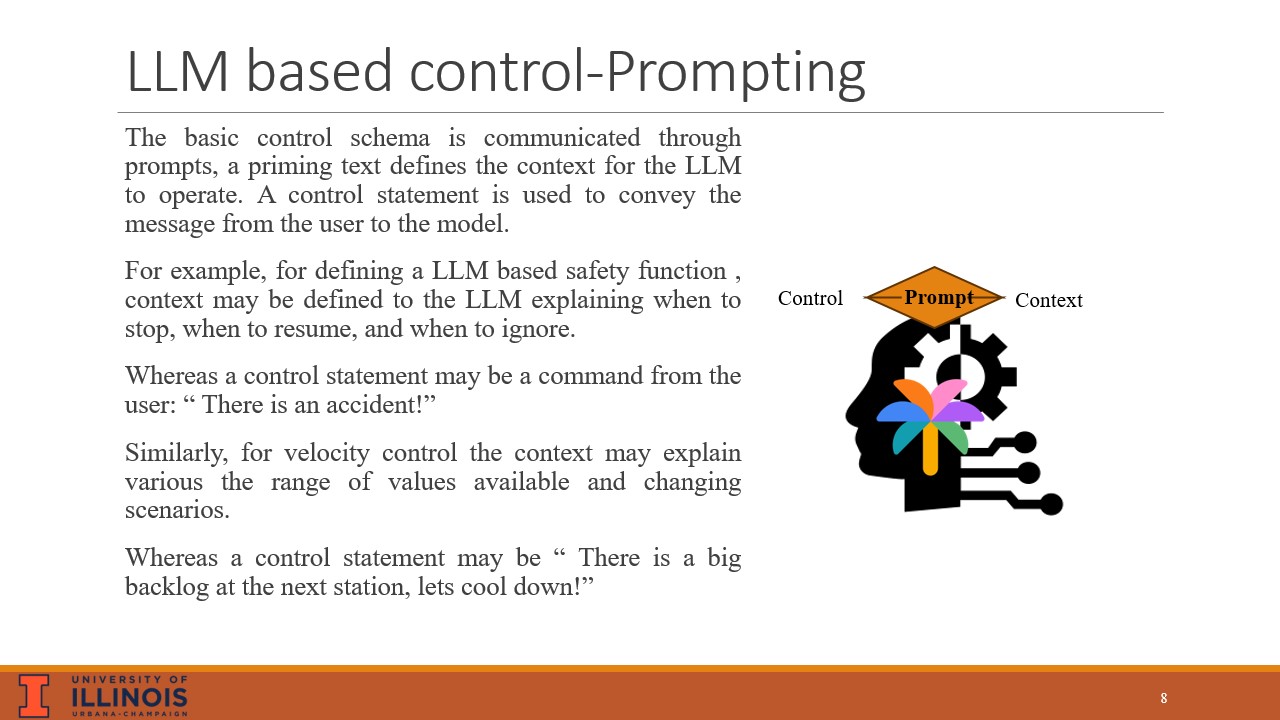 LLM based control-Prompting
The basic control schema is communicated through
prompts, a priming text defines the context for the LLM
to operate. A control statement is used to convey the
message from the user to the model.
For example, for defining a LLM based safety function ,
context may be defined to the LLM explaining when to
stop, when to resume, and when to ignore.
Whereas a control statement may be a command from the
user: “ There is an accident!”
Similarly, for velocity control the context may explain
various the range of values available and changing
scenarios.
Whereas a control statement may be “ There is a big
backlog at the next station, lets cool down!”
Control
Prompt
Context
UNIVERSITY OF
ILLINOIS
URBANA-CHAMPAIGN
8